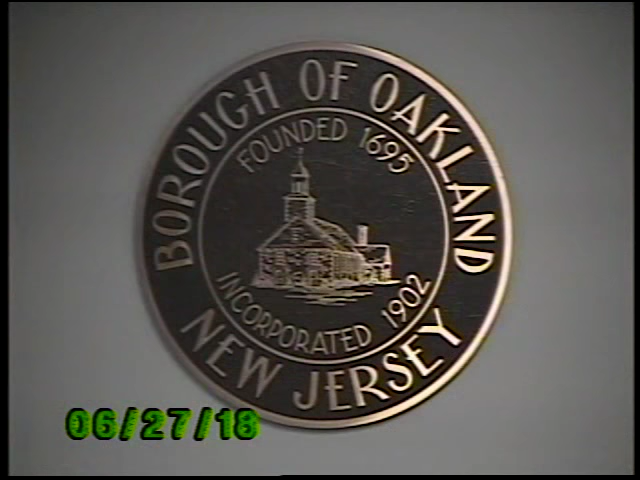 BOROUGH OF OAKLAND
NEW JERSEY
FOUNDED 1695
INCORPORATED 1902
06/27/18